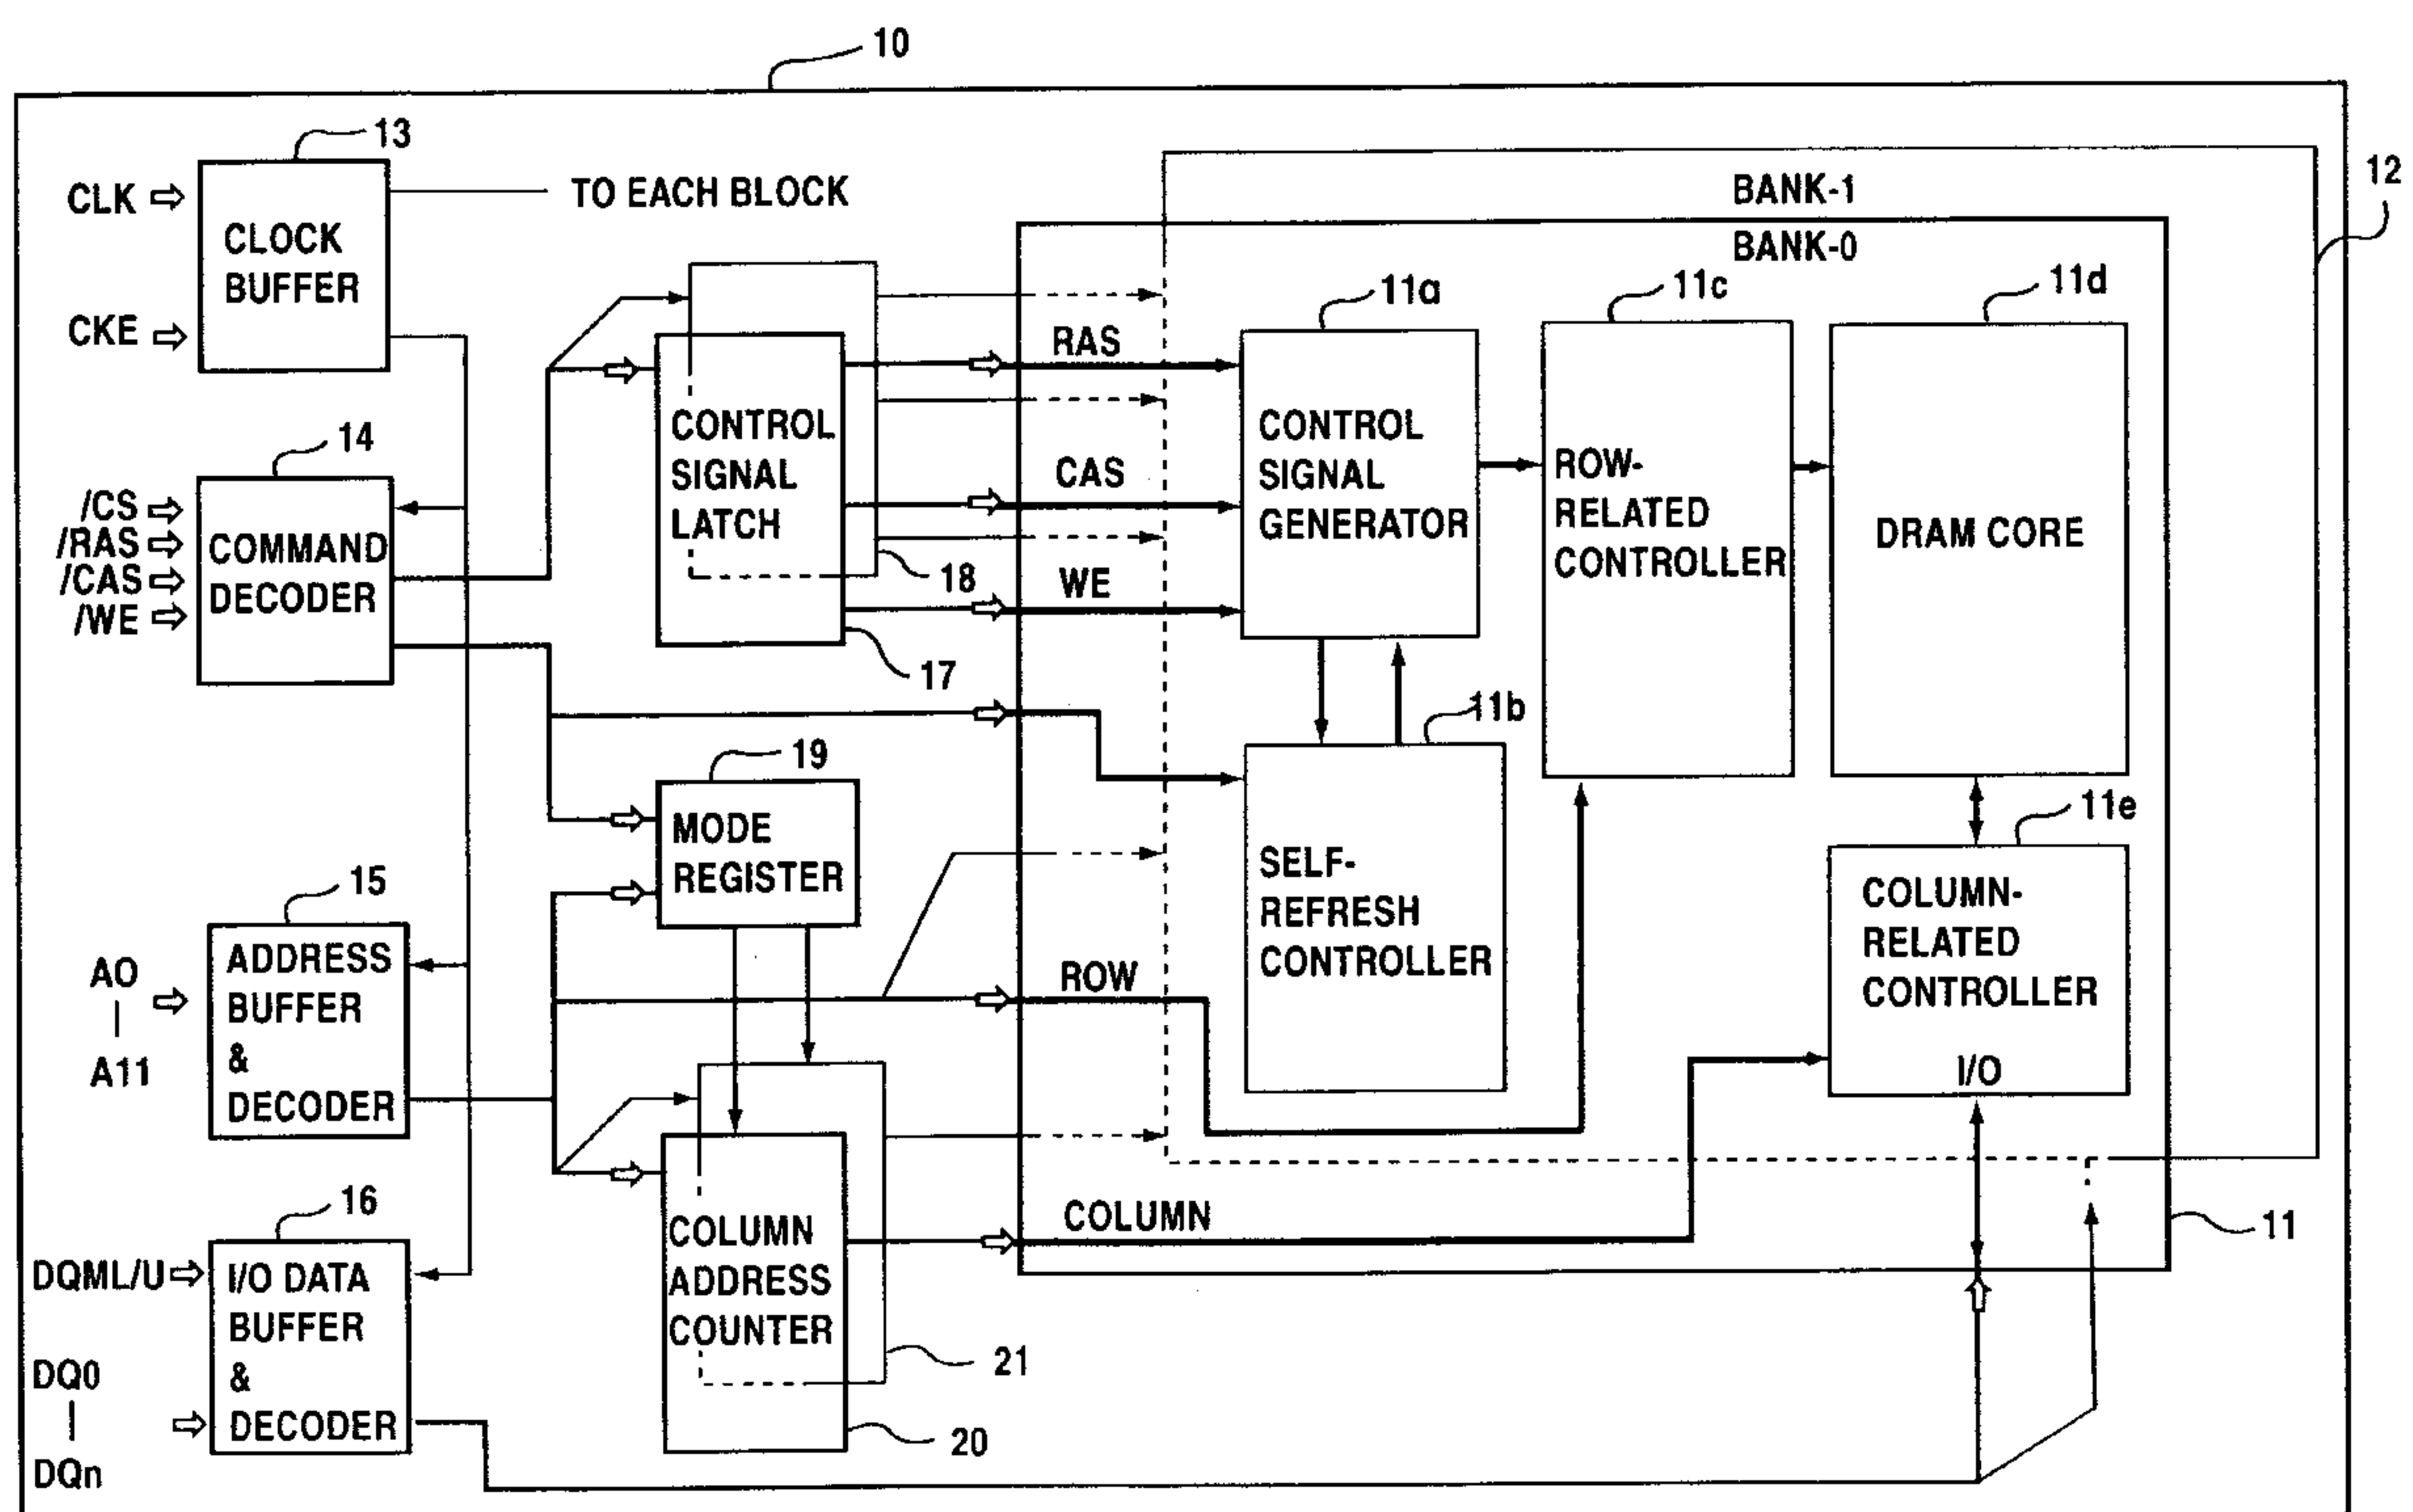 10
13
CLK
CLOCK
BUFFER
CKE
TO EACH BLOCK
12
BANK-1
BANK-0
14
/CS
/RAS
/CAS
/WE
COMMAND
DECODER
CONTROL
SIGNAL
LATCH
18
17
RAS
CAS
WE
11a
CONTROL
SIGNAL
GENERATOR
11c
ROW-
RELATED
CONTROLLER
11d
DRAM CORE
11b
SELF-
REFRESH
CONTROLLER
11e
COLUMN-
RELATED
CONTROLLER
I/O
19
MODE
REGISTER
15
A0
|
A11
ADDRESS
BUFFER
&
DECODER
ROW
COLUMN
11
16
DQML/U
DQ0
|
DQn
I/O DATA
BUFFER
&
DECODER
COLUMN
ADDRESS
COUNTER
21
20